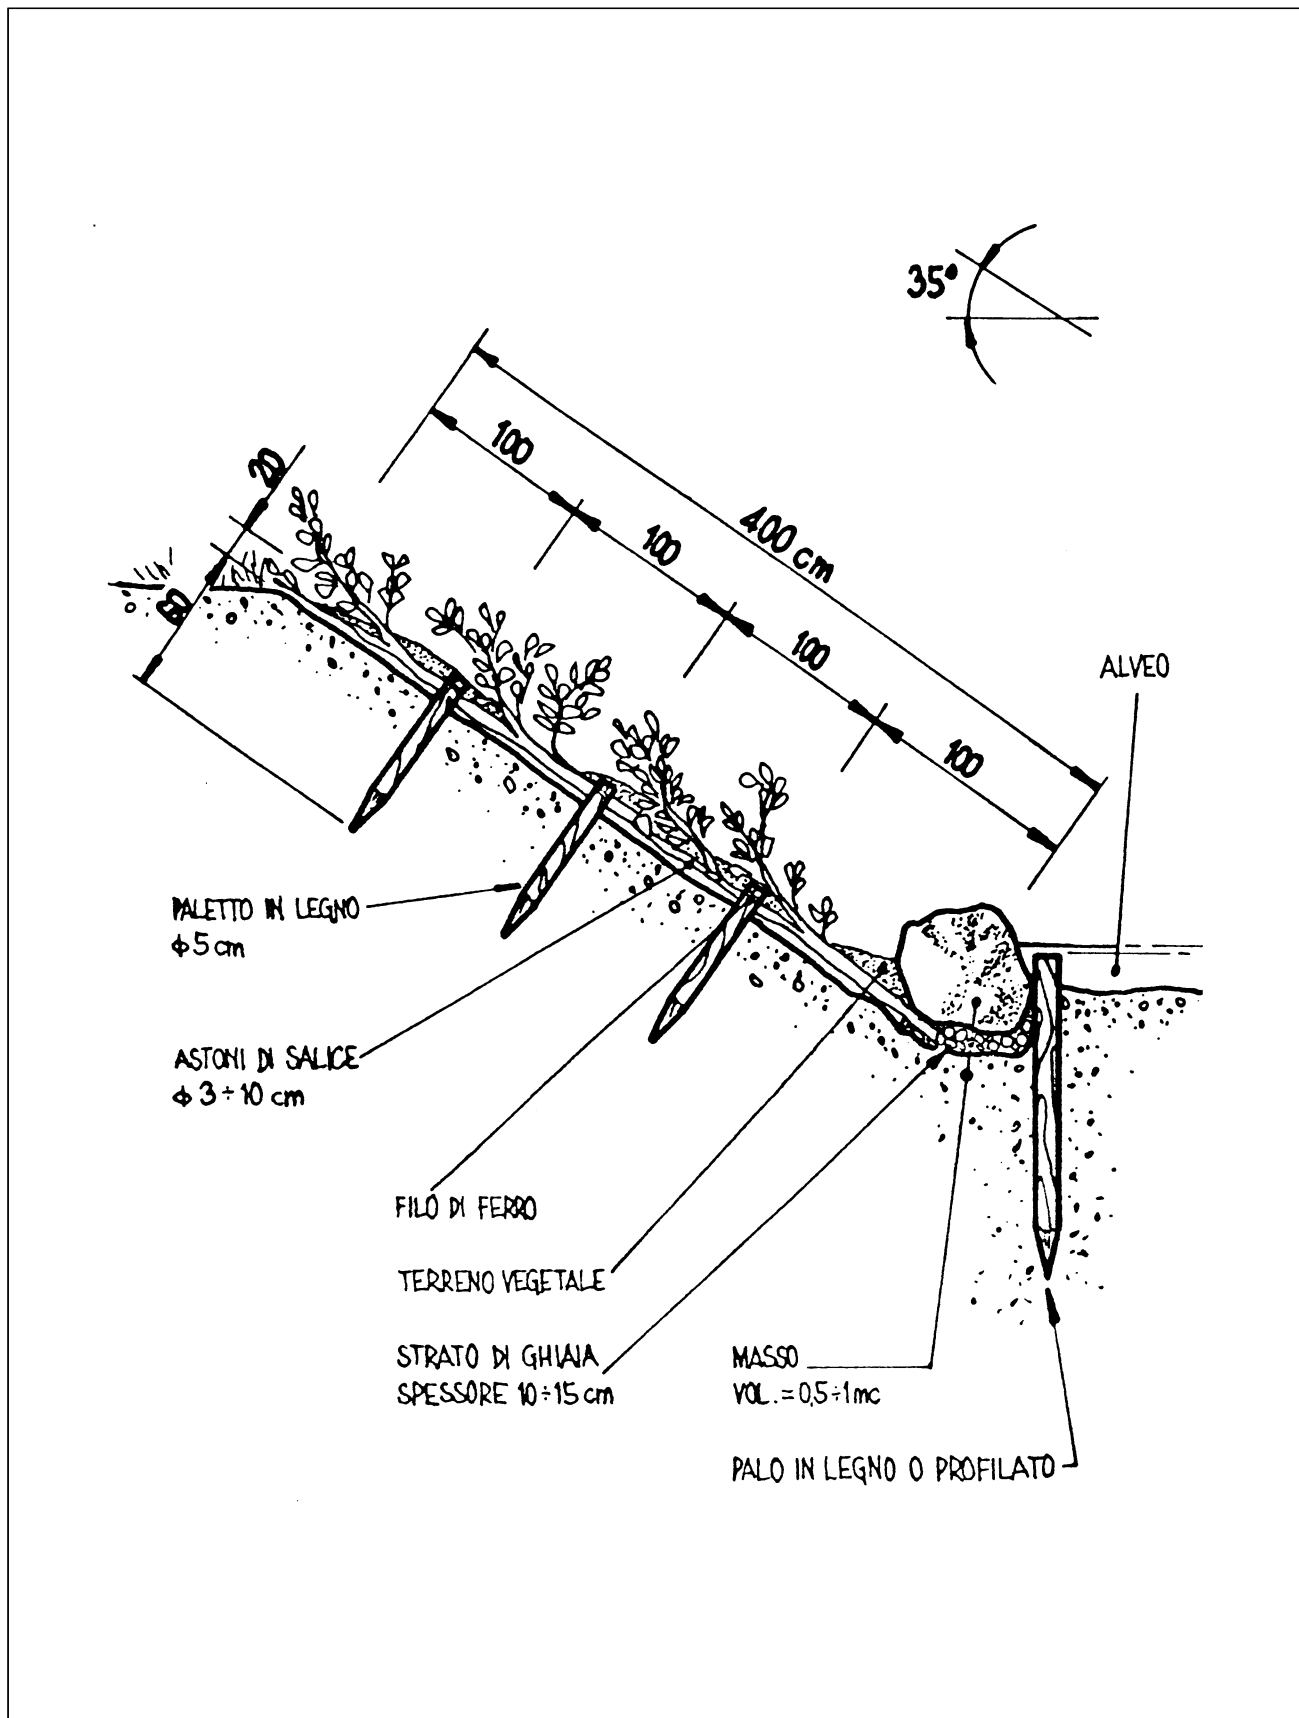 35°
100
20
400 cm
100
100
ALVEO
100
PALETTO IN LEGNO
ϕ 5 cm
ASTONI DI SALICE
ϕ 3÷10 cm
FILO DI FERRO
TERRENO VEGETALE
STRATO DI GHIAIA
SPESSORE 10÷15 cm
MASSO
VOL. = 0,5÷1 mc
PALO IN LEGNO O PROFILATO